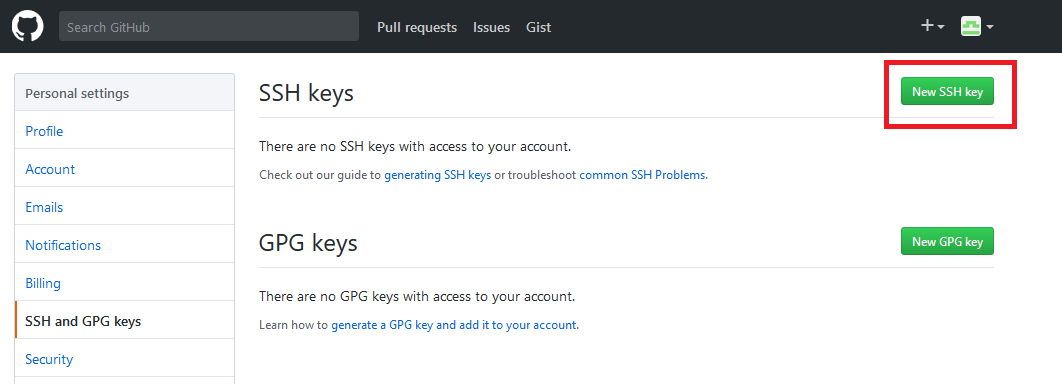 Search GitHub
Pull requests
Issues
Gist
Personal settings
Profile
Account
Emails
Notifications
Billing
SSH and GPG keys
Security
SSH keys
New SSH key
There are no SSH keys with access to your account.
Check out our guide to generating SSH keys or troubleshoot common SSH Problems.
GPG keys
New GPG key
There are no GPG keys with access to your account.
Learn how to generate a GPG key and add it to your account.